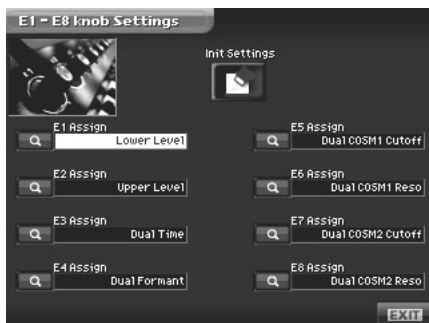 E1 - E8 knob Settings
Init Settings
E1 Assign
Lower Level
E2 Assign
Upper Level
E3 Assign
Dual Time
E4 Assign
Dual Formant
E5 Assign
Dual COSM1 Cutoff
E6 Assign
Dual COSM1 Reso
E7 Assign
Dual COSM2 Cutoff
E8 Assign
Dual COSM2 Reso
EXIT